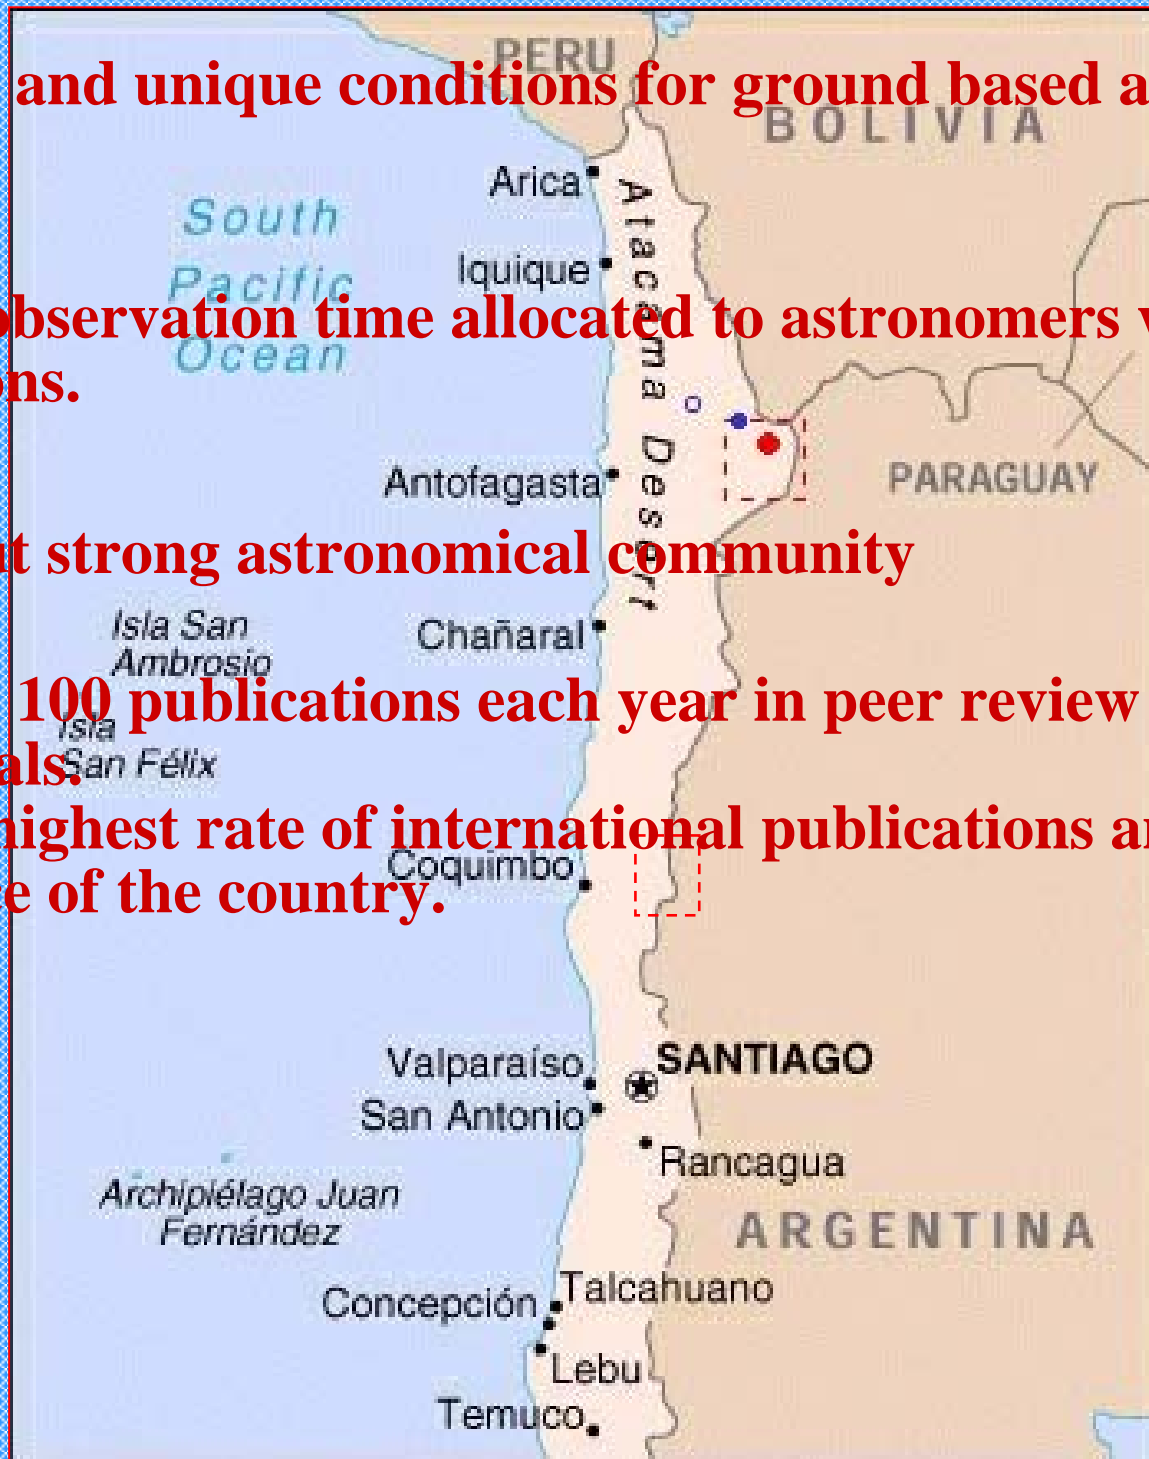 PERU
and unique conditions for ground based a
BOLIVIA
Arica
South
Pacific
Ocean
Iquique
Atacama Desert
observation time allocated to astronomers
ons.
Antofagasta
PARAGUAY
strong astronomical community
Isla San
Ambrosio
Chañaral
100 publications each year in peer review
Isla
San Félix
als.
highest rate of international publications
Coquimbo
of the country.
Valparaíso
SANTIAGO
San Antonio
Rancagua
Archipiélago Juan
Fernández
ARGENTINA
Talcahuano
Concepción
Lebu
Temuco